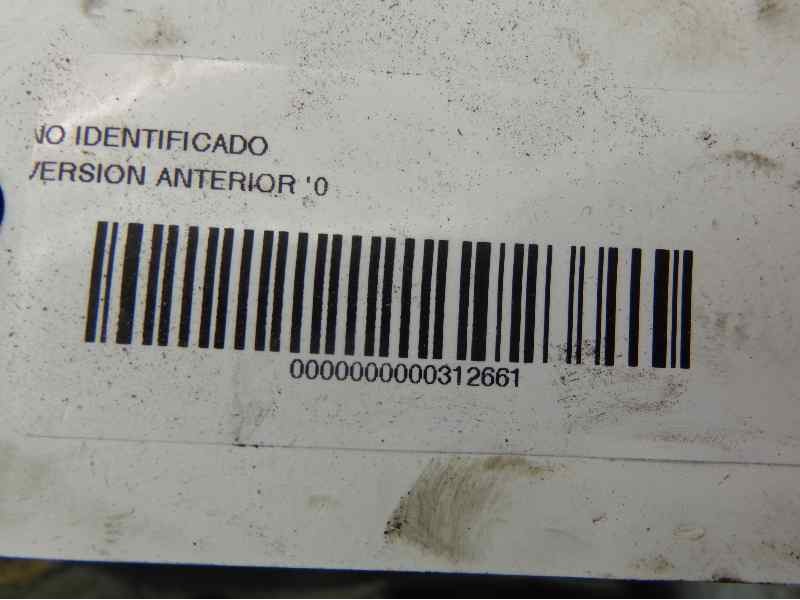 NO IDENTIFICADO
VERSION ANTERIOR '0
0000000000312661